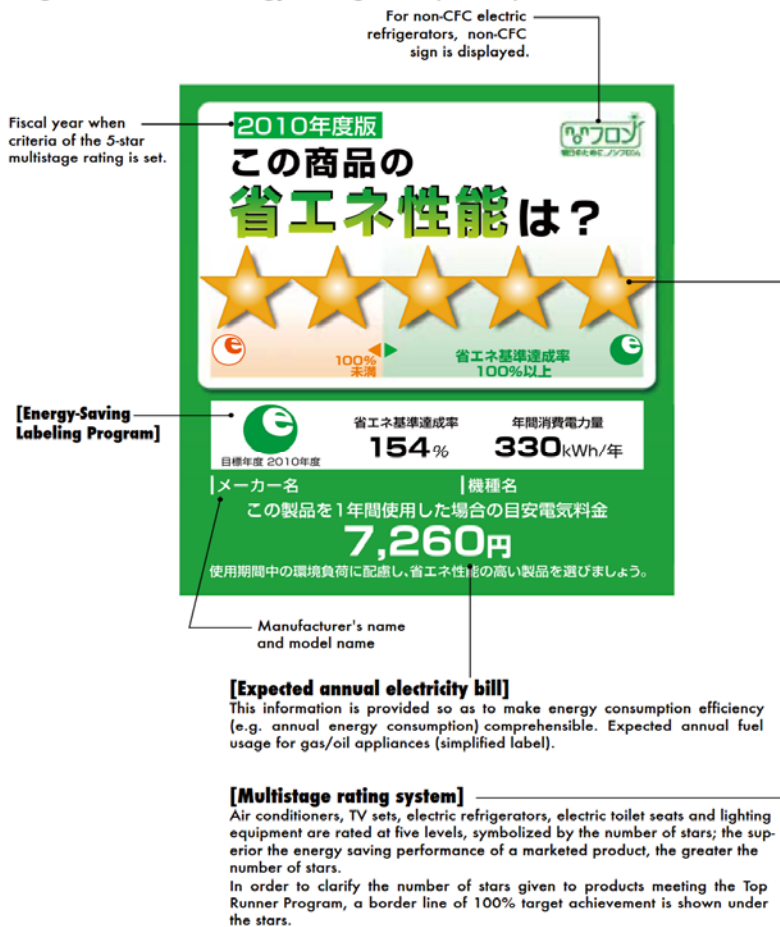 For non-CFC electric
refrigerators, non-CFC
sign is displayed.
Fiscal year when
criteria of the 5-star
multistage rating is set.
2010年度版
ノンフロン
この商品の
省エネ性能は？
e
e
100%
未満
省エネ基準達成率
100%以上
[Energy-Saving
Labeling Program]
e
目標年度 2010年度
省エネ基準達成率
154%
年間消費電力量
330kWh/年
メーカー名
機種名
この製品を1年間使用した場合の目安電気料金
7,260円
使用期間中の環境負荷に配慮し、省エネ性能の高い製品を選びましょう。
Manufacturer's name
and model name
[Expected annual electricity bill]
This information is provided so as to make energy consumption efficiency
(e.g. annual energy consumption) comprehensible. Expected annual fuel
usage for gas/oil appliances (simplified label).
[Multistage rating system]
Air conditioners, TV sets, electric refrigerators, electric toilet seats and lighting
equipment are rated at five levels, symbolized by the number of stars; the sup-
erior the energy saving performance of a marketed product, the greater the
number of stars.
In order to clarify the number of stars given to products meeting the Top
Runner Program, a border line of 100% target achievement is shown under
the stars.